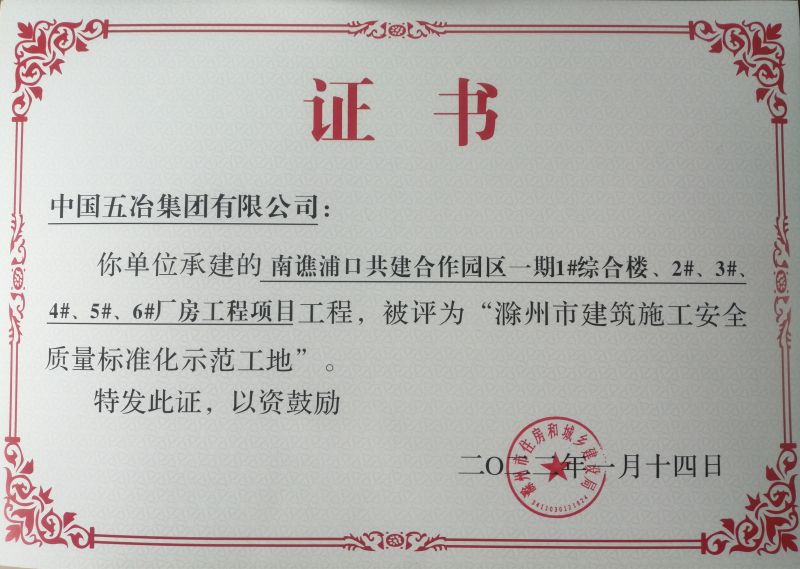 证书
中国五冶集团有限公司：
你单位承建的 南谯浦口共建合作园区一期1#综合楼、2#、3#、
4#、5#、6#厂房工程项目工程，被评为“滁州市建筑施工安全
质量标准化示范工地”。
特发此证，以资鼓励
二〇二二年一月十四日
滁州市住房和城乡建设局